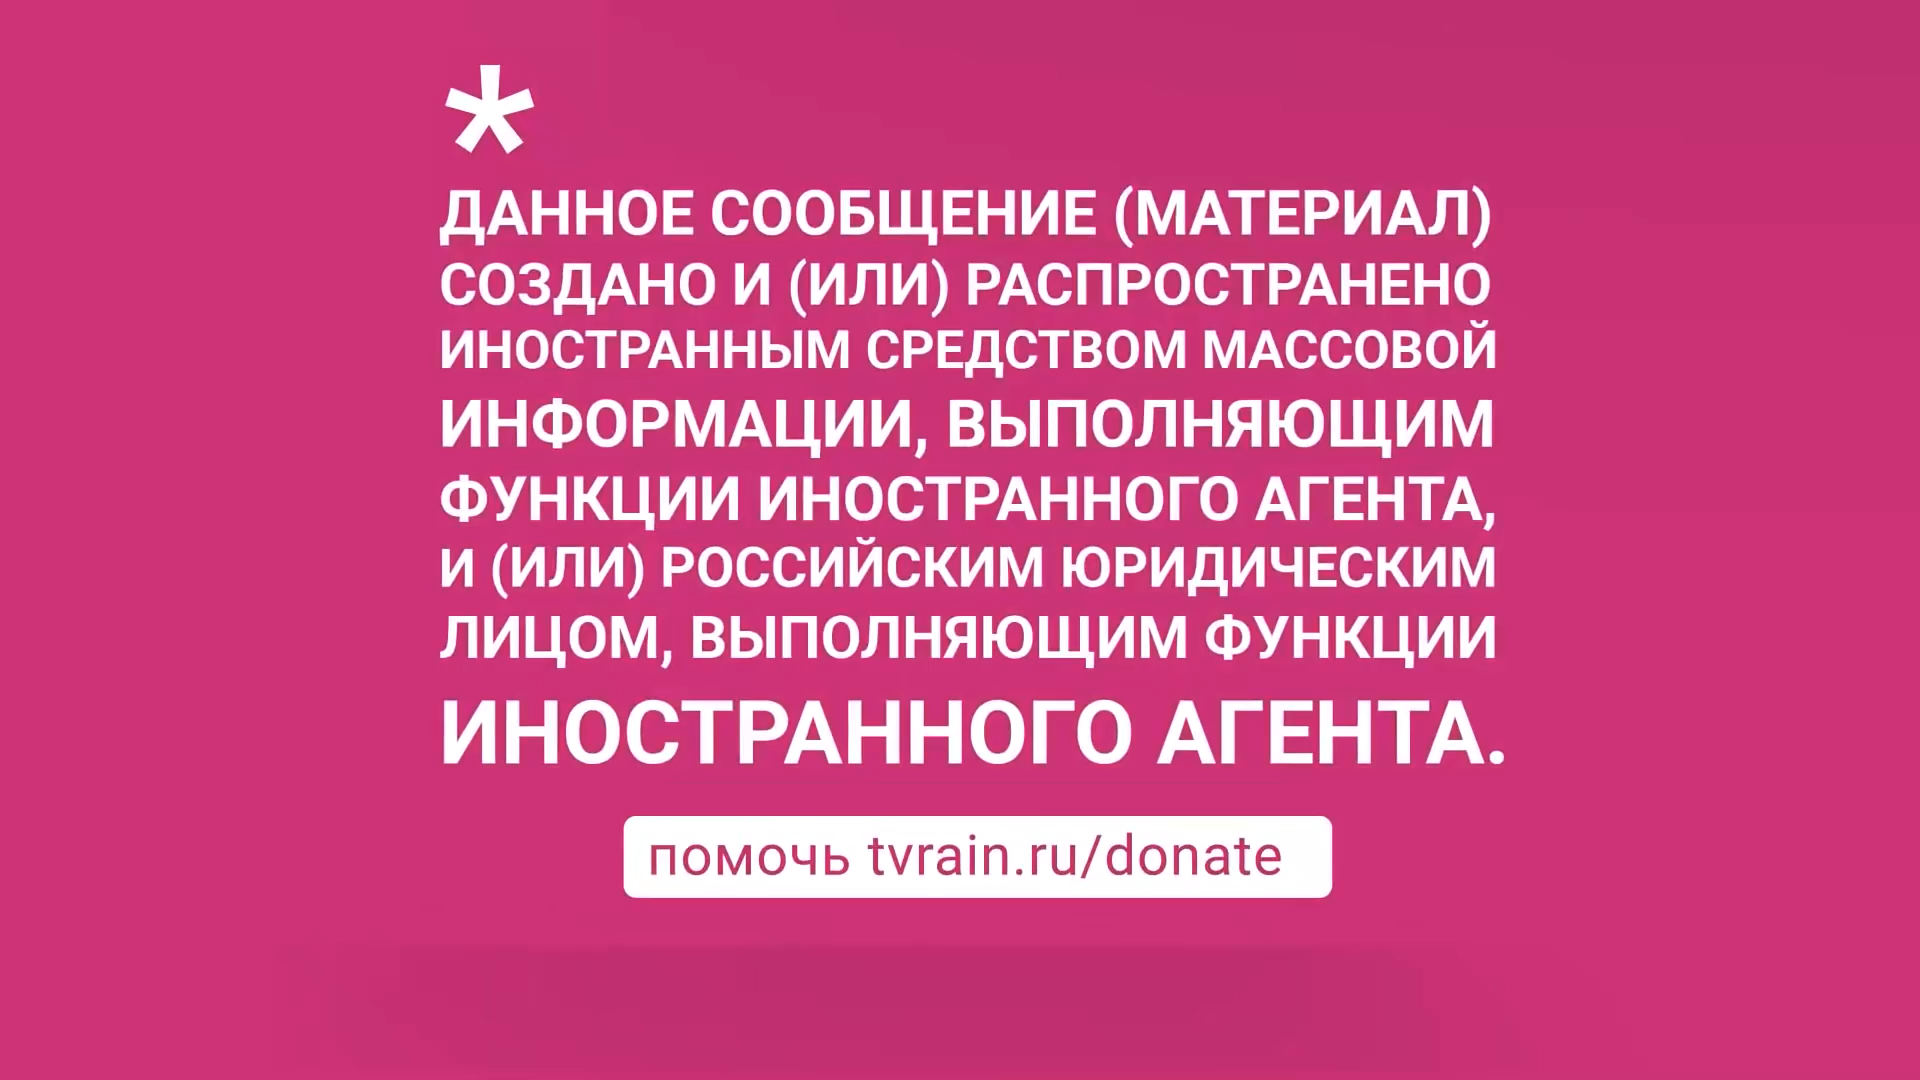 *
ДАННОЕ СООБЩЕНИЕ (МАТЕРИАЛ)
СОЗДАНО И (ИЛИ) РАСПРОСТРАНЕНО
ИНОСТРАННЫМ СРЕДСТВОМ МАССОВОЙ
ИНФОРМАЦИИ, ВЫПОЛНЯЮЩИМ
ФУНКЦИИ ИНОСТРАННОГО АГЕНТА,
И (ИЛИ) РОССИЙСКИМ ЮРИДИЧЕСКИМ
ЛИЦОМ, ВЫПОЛНЯЮЩИМ ФУНКЦИИ
ИНОСТРАННОГО АГЕНТА.
помочь tvrain.ru/donate